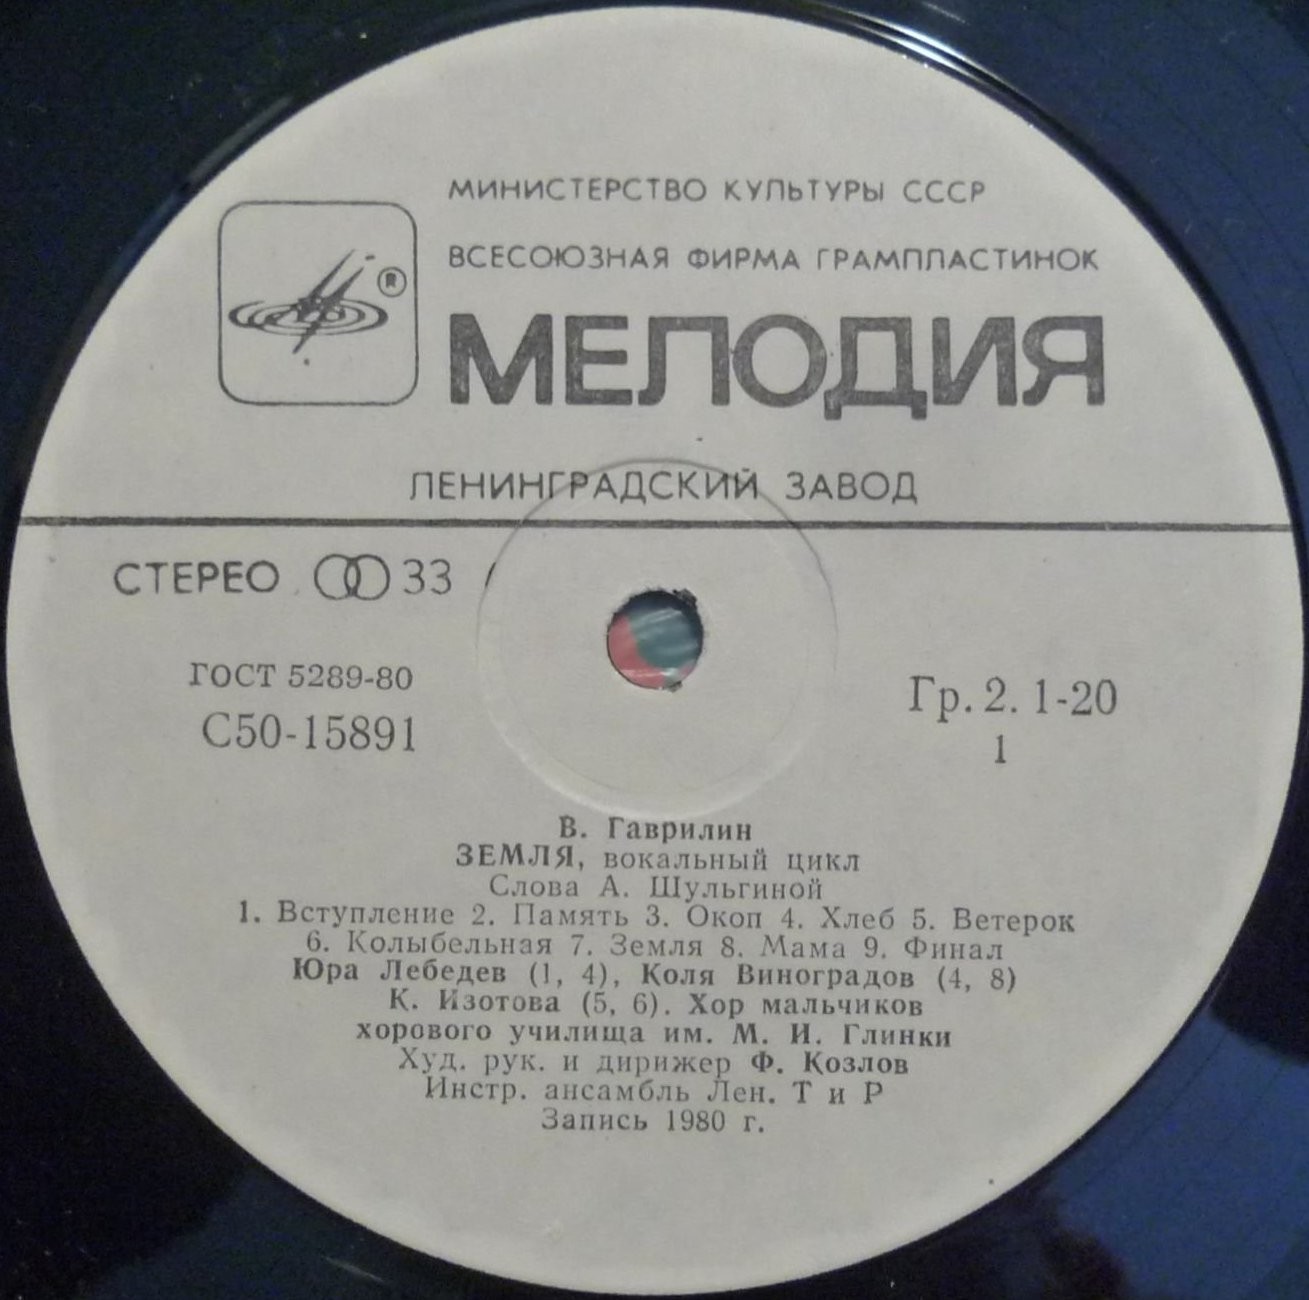 МИНИСТЕРСТВО КУЛЬТУРЫ СССР
ВСЕСОЮЗНАЯ ФИРМА ГРАМПЛАСТИНОК
®
МЕЛОДИЯ
ЛЕНИНГРАДСКИЙ ЗАВОД
СТЕРЕО 33
ГОСТ 5289-80
С50-15891
Гр. 2. 1-20
1
В. Гаврилин
ЗЕМЛЯ, вокальный цикл
Слова А. Шульгиной
1. Вступление 2. Память 3. Окоп 4. Хлеб 5. Ветерок
6. Колыбельная 7. Земля 8. Мама 9. Финал
Юра Лебедев (1, 4), Коля Виноградов (4, 8)
К. Изотова (5, 6). Хор мальчиков
хорового училища им. М. И. Глинки
Худ. рук. и дирижер Ф. Козлов
Инстр. ансамбль Лен. Т и Р
Запись 1980 г.